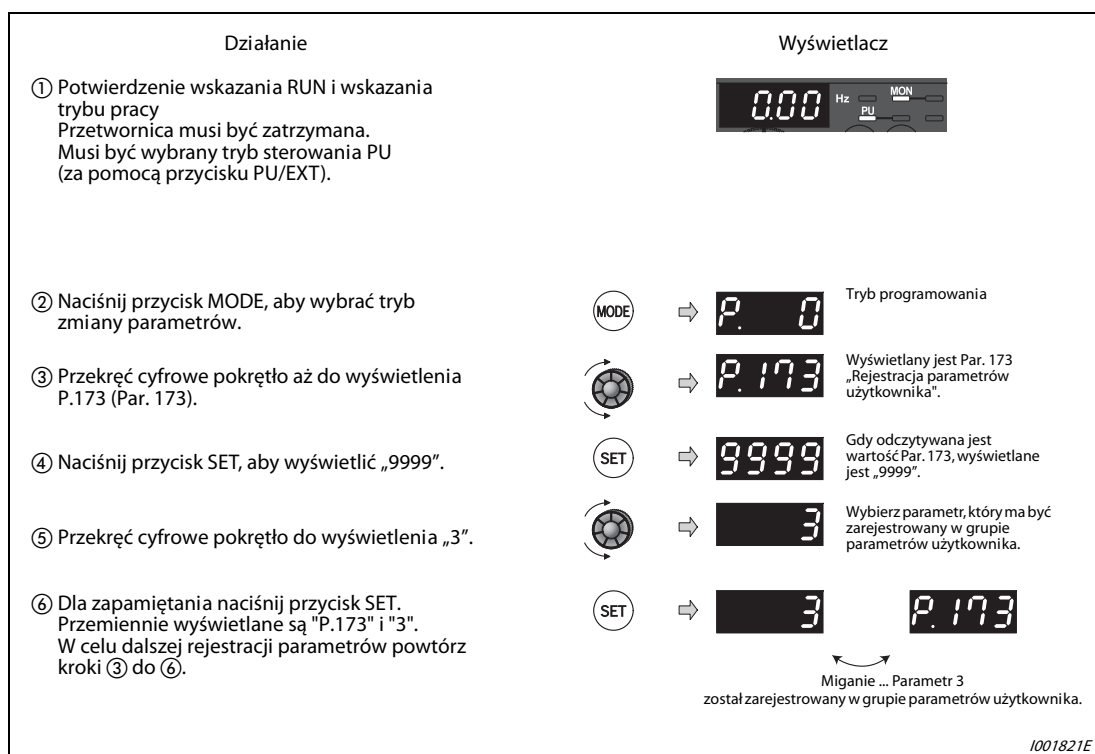 Działanie
Wyświetlacz
① Potwierdzenie wskazania RUN i wskazania
trybu pracy
Przetwornica musi być zatrzymana.
Musi być wybrany tryb sterowania PU
(za pomocą przycisku PU/EXT).
0.00
Hz
MON
PU
② Naciśnij przycisk MODE, aby wybrać tryb
zmiany parametrów.
MODE
P. 0
Tryb programowania
③ Przekręć cyfrowe pokrętło aż do wyświetlenia
P.173 (Par. 173).
P.173
Wyświetlany jest Par. 173
„Rejestracja parametrów
użytkownika".
④ Naciśnij przycisk SET, aby wyświetlić „9999”.
SET
9999
Gdy odczytywana jest
wartość Par. 173, wyświetlane
jest „9999”.
⑤ Przekręć cyfrowe pokrętło do wyświetlenia „3”.
3
Wybierz parametr, który ma być
zarejestrowany w grupie
parametrów użytkownika.
⑥ Dla zapamiętania naciśnij przycisk SET.
Przemiennie wyświetlane są "P.173" i "3".
W celu dalszej rejestracji parametrów powtórz
kroki ③ do ⑥.
SET
3
P.173
Miganie ... Parametr 3
został zarejestrowany w grupie parametrów użytkownika.
I001821E